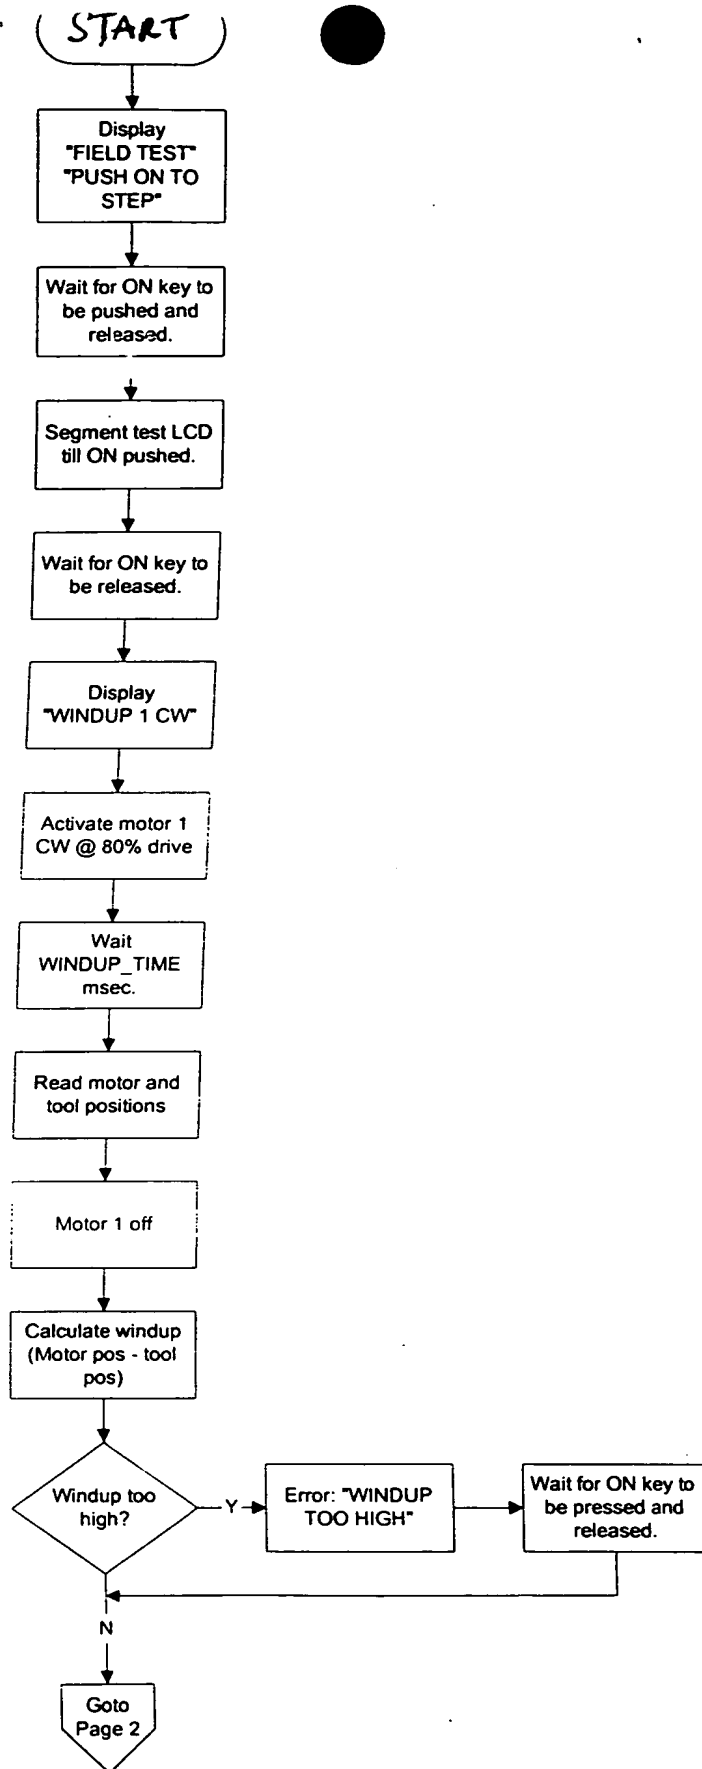 START
Display
"FIELD TEST"
"PUSH ON TO
STEP"
Wait for ON key to
be pushed and
released.
Segment test LCD
till ON pushed.
Wait for ON key to
be released.
Display
"WINDUP 1 CW"
Activate motor 1
CW @ 80% drive
Wait
WINDUP_TIME
msec.
Read motor and
tool positions
Motor 1 off
Calculate windup
(Motor pos - tool
pos)
Windup too
high?
Y
Error: "WINDUP
TOO HIGH"
Wait for ON key to
be pressed and
released.
N
Goto
Page 2